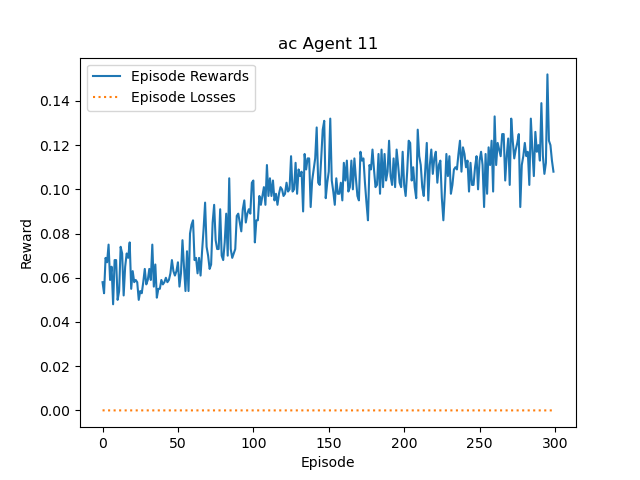 ac Agent 11
Episode Rewards
Episode Losses
0.14
0.12
0.10
0.08
0.06
0.04
0.02
0.00
Reward
0 50 100 150 200 250 300
Episode